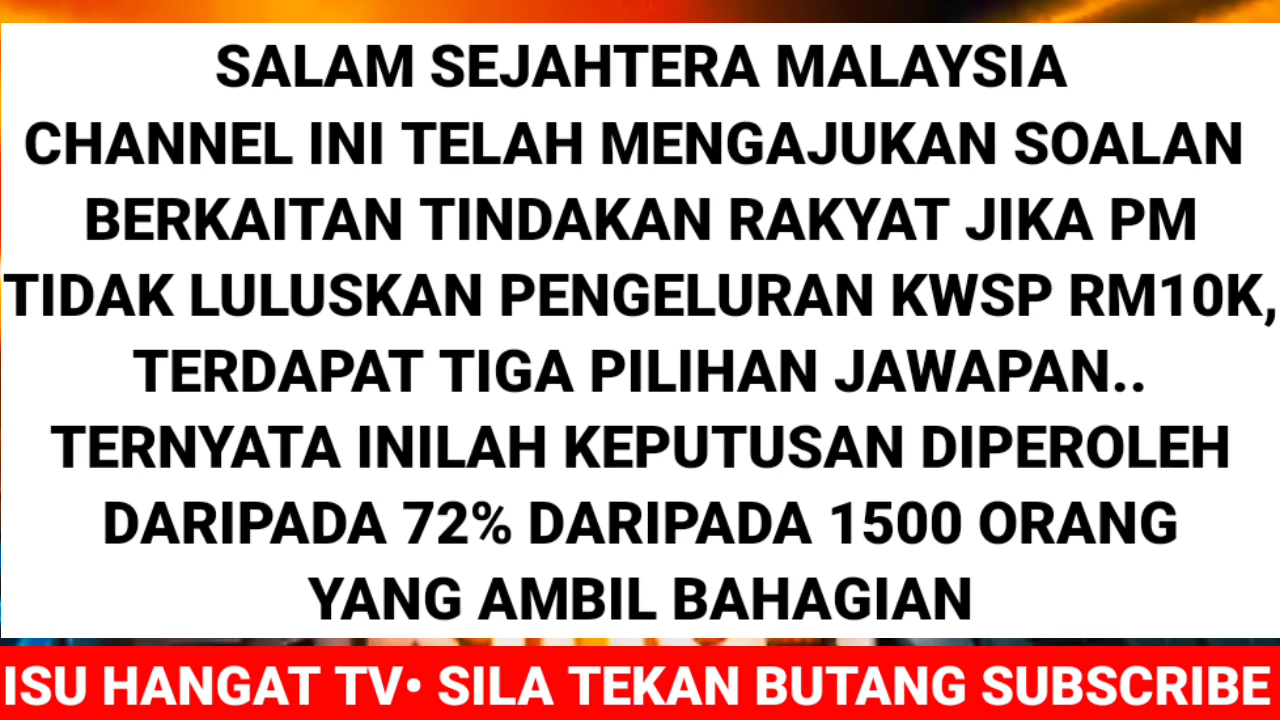 SALAM SEJAHTERA MALAYSIA
CHANNEL INI TELAH MENGAJUKAN SOALAN
BERKAITAN TINDAKAN RAKYAT JIKA PM
TIDAK LULUSKAN PENGELURAN KWSP RM10K,
TERDAPAT TIGA PILIHAN JAWAPAN..
TERNYATA INILAH KEPUTUSAN DIPEROLEH
DARIPADA 72% DARIPADA 1500 ORANG
YANG AMBIL BAHAGIAN
ISU HANGAT TV• SILA TEKAN BUTANG SUBSCRIBE